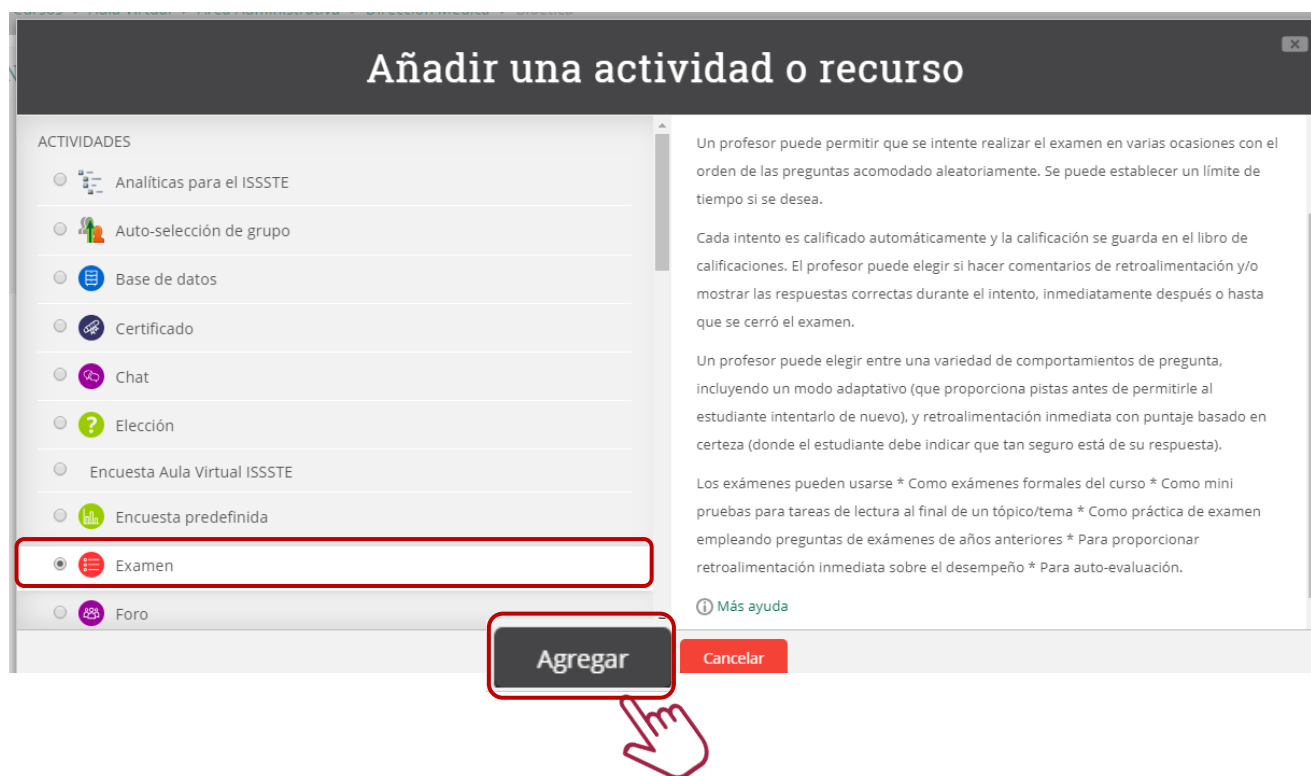 Cursos > Aula Virtual > Área Administrativa > Dirección Médica > Bioética
Añadir una actividad o recurso
ACTIVIDADES
Analíticas para el ISSSTE
Auto-selección de grupo
Base de datos
Certificado
Chat
Elección
Encuesta Aula Virtual ISSSTE
Encuesta predefinida
Examen
Foro
Un profesor puede permitir que se intente realizar el examen en varias ocasiones con el
orden de las preguntas acomodado aleatoriamente. Se puede establecer un límite de
tiempo si se desea.
Cada intento es calificado automáticamente y la calificación se guarda en el libro de
calificaciones. El profesor puede elegir si hacer comentarios de retroalimentación y/o
mostrar las respuestas correctas durante el intento, inmediatamente después o hasta
que se cerró el examen.
Un profesor puede elegir entre una variedad de comportamientos de pregunta,
incluyendo un modo adaptativo (que proporciona pistas antes de permitirle al
estudiante intentarlo de nuevo), y retroalimentación inmediata con puntaje basado en
certeza (donde el estudiante debe indicar que tan seguro está de su respuesta).
Los exámenes pueden usarse * Como exámenes formales del curso * Como mini
pruebas para tareas de lectura al final de un tópico/tema * Como práctica de examen
empleando preguntas de exámenes de años anteriores * Para proporcionar
retroalimentación inmediata sobre el desempeño * Para auto-evaluación.
Más ayuda
Agregar
Cancelar